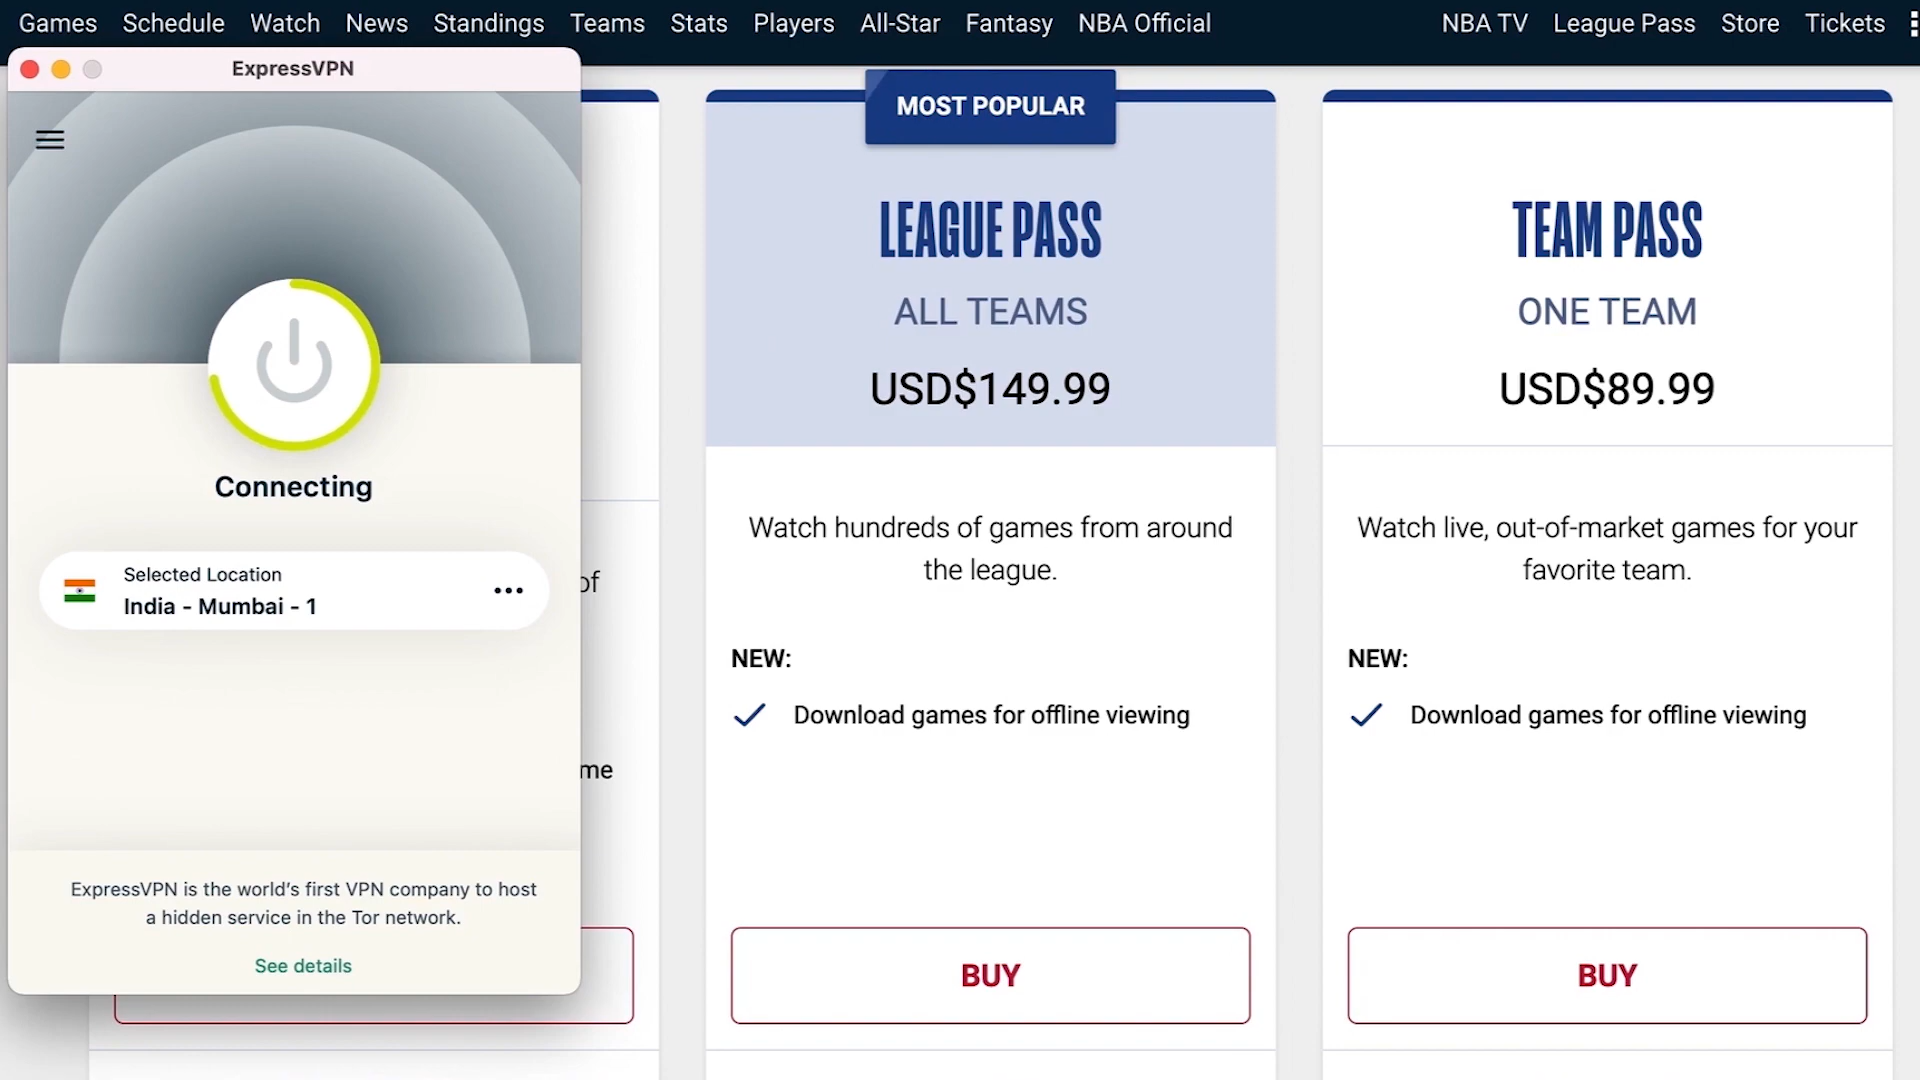 Games Schedule Watch News Standings Teams Stats Players All-Star Fantasy NBA Official NBA TV League Pass Store Tickets
ExpressVPN
Connecting
Selected Location
India - Mumbai - 1
ExpressVPN is the world's first VPN company to host
a hidden service in the Tor network.
See details
of
me
MOST POPULAR
LEAGUE PASS
ALL TEAMS
USD$149.99
Watch hundreds of games from around
the league.
NEW:
Download games for offline viewing
BUY
TEAM PASS
ONE TEAM
USD$89.99
Watch live, out-of-market games for your
favorite team.
NEW:
Download games for offline viewing
BUY